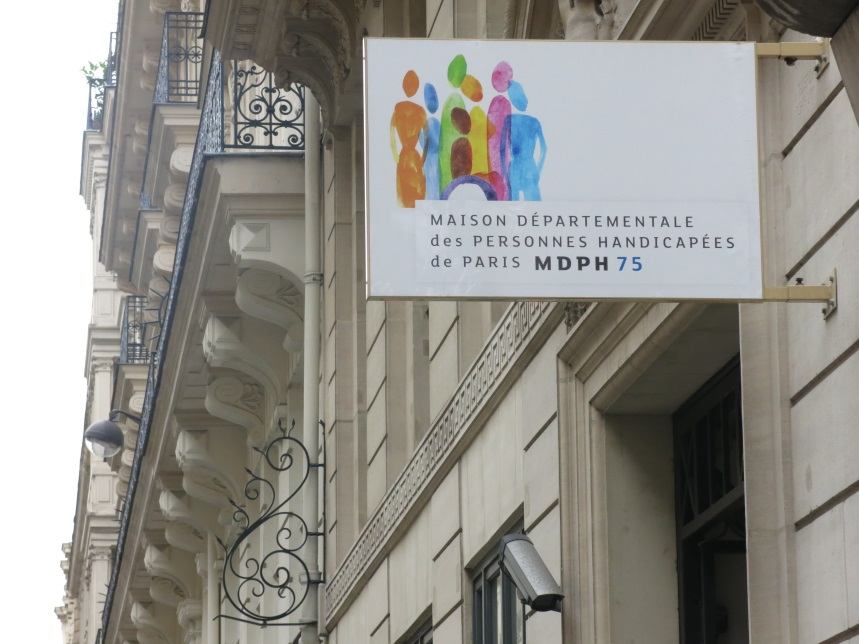 MAISON DÉPARTEMENTALE
des PERSONNES HANDICAPÉES
de PARIS MDPH 75